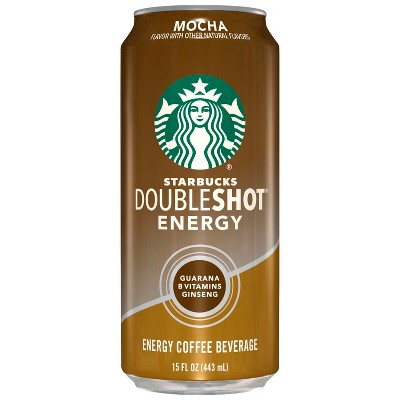 MOCHA
FLAVOR WITH OTHER NATURAL FLAVORS
®
STARBUCKS
DOUBLESHOT®
ENERGY
GUARANA
B VITAMINS
GINSENG
ENERGY COFFEE BEVERAGE
15 FL OZ (443 mL)